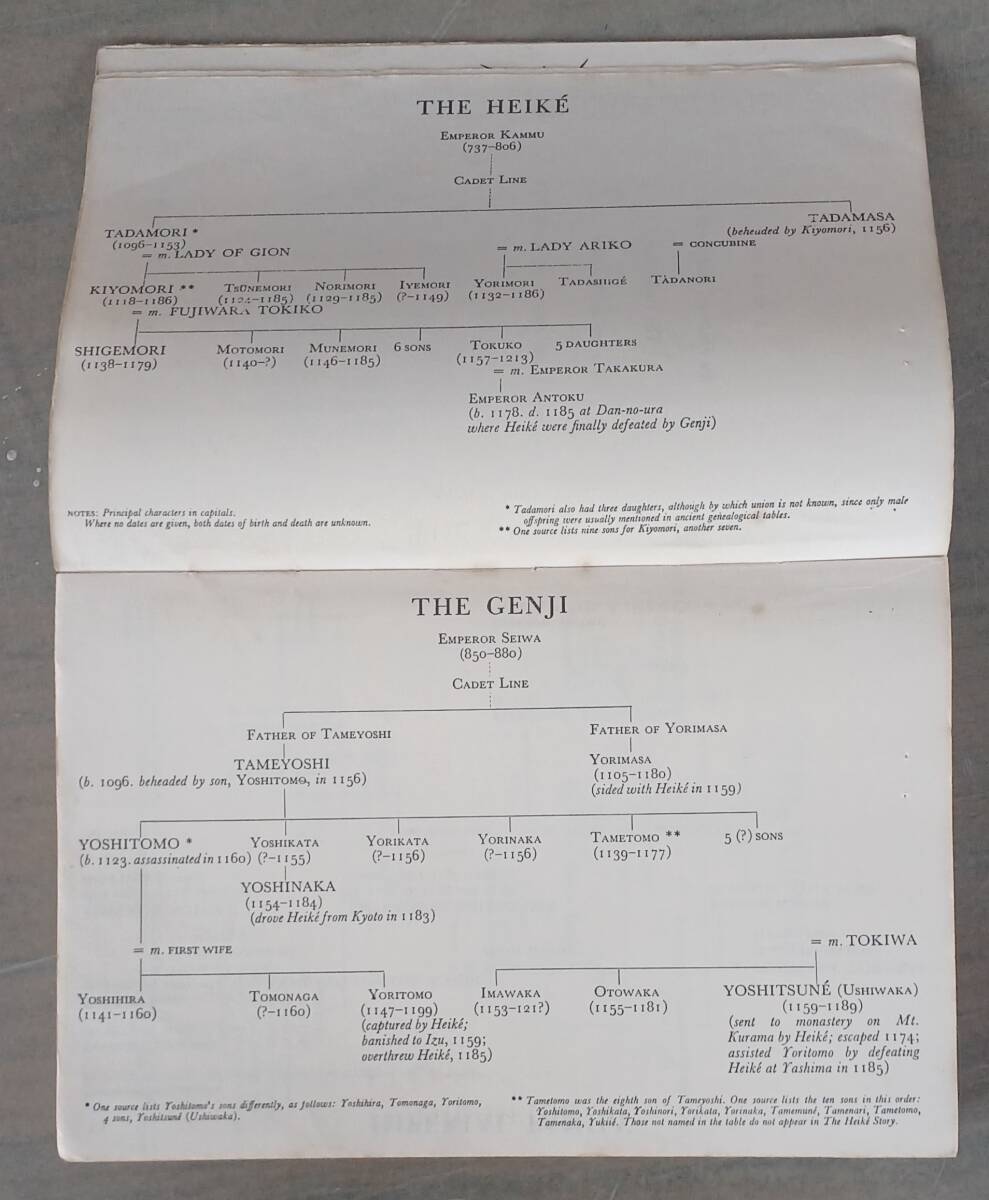 THE HEIKÉ
EMPEROR KAMMU
(737–806)
CADET LINE
TADAMORI *
(1096–1153)
= m. LADY OF GION
= m. LADY ARIKO
= CONCUBINE
TADAMASA
(beheaded by Kiyomori, 1156)
KIYOMORI **
(1118–1186)
TSUNEMORI
(1124–1185)
NORIMORI
(1129–1185)
IYEMORI
(?–1149)
YORIMORI
(1132–1186)
TADASHIGÉ
TADANORI
= m. FUJIWARA TOKIKO
SHIGEMORI
(1138–1179)
MOTOMORI
(1140–?)
MUNEMORI
(1146–1185)
6 SONS
TOKUKO
(1157–1213)
5 DAUGHTERS
= m. EMPEROR TAKAKURA
EMPEROR ANTOKU
(b. 1178. d. 1185 at Dan-no-ura
where Heiké were finally defeated by Genji)
NOTES: Principal characters in capitals.
Where no dates are given, both dates of birth and death are unknown.
* Tadamori also had three daughters, although by which union is not known, since only male
offspring were usually mentioned in ancient genealogical tables.
** One source lists nine sons for Kiyomori, another seven.
THE GENJI
EMPEROR SEIWA
(850–880)
CADET LINE
FATHER OF TAMEYOSHI
FATHER OF YORIMASA
TAMEYOSHI
(b. 1096. beheaded by son, YOSHITOMO, in 1156)
YORIMASA
(1105–1180)
(sided with Heiké in 1159)
YOSHITOMO *
(b. 1123. assassinated in 1160)
YOSHIKATA
(?–1155)
YORIKATA
(?–1156)
YORINAKA
(?–1156)
TAMETOMO **
(1139–1177)
5 (?) SONS
YOSHINAKA
(1154–1184)
(drove Heiké from Kyoto in 1183)
= m. FIRST WIFE
= m. TOKIWA
YOSHIHIRA
(1141–1160)
TOMONAGA
(?–1160)
YORITOMO
(1147–1199)
(captured by Heiké;
banished to Izu, 1159;
overthrew Heiké, 1185)
IMAWAKA
(1153–121?)
OTOWAKA
(1155–1181)
YOSHITSUNÉ (USHIWAKA)
(1159–1189)
(sent to monastery on Mt.
Kurama by Heiké; escaped 1174;
assisted Yoritomo by defeating
Heiké at Yashima in 1185)
* One source lists Yoshitomo's sons differently, as follows: Yoshihira, Tomonaga, Yoritomo,
4 sons, Yoshitsuné (Ushiwaka).
** Tametomo was the eighth son of Tameyoshi. One source lists the ten sons in this order:
Yoshitomo, Yoshikata, Yoshinori, Yorikata, Yorinaka, Tamemuné, Tamenari, Tametomo,
Tamenaka, Yukiié. Those not named in the table do not appear in The Heiké Story.